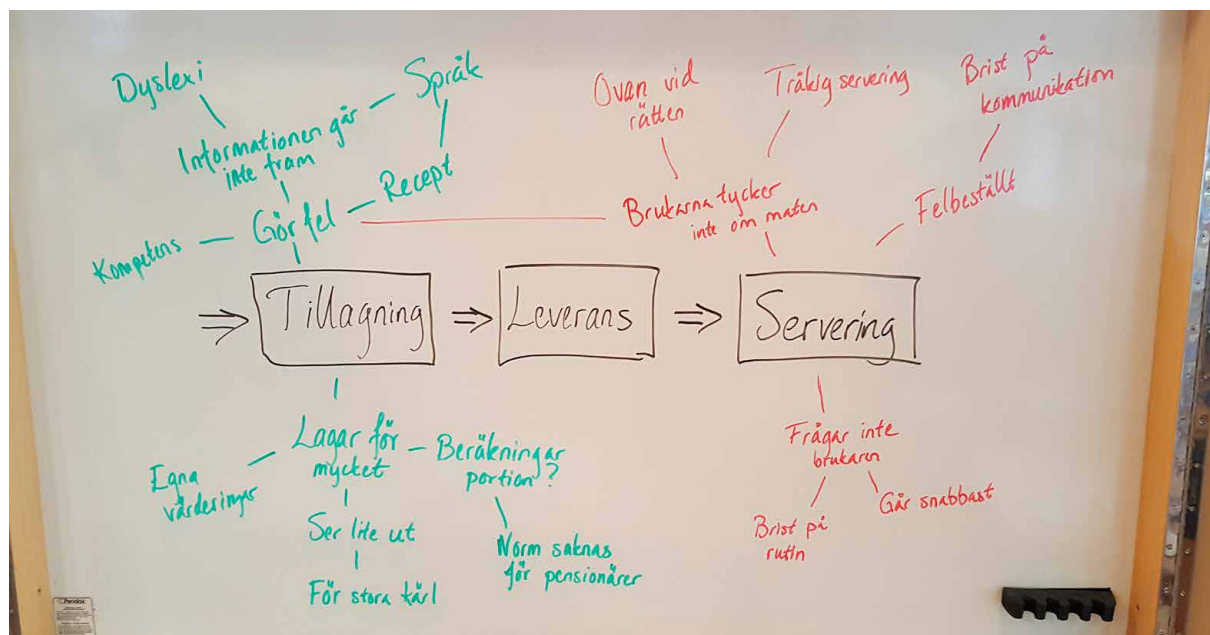 Dyslexi
Språk
Informationen går
inte fram
Recept
Gör fel
Kompetens
Ovan vid
rätten
Tråkig servering
Brist på
kommunikation
Brukarna tycker
inte om maten
Felbeställt
⇒ Tillagning ⇒ Leverans ⇒ Servering
Lagar för
mycket
Beräkningar
portion?
Egna
värderingar
Ser lite ut
För stora kärl
Norm saknas
för pensionärer
Frågar inte
brukaren
Brist på
rutin
Går snabbast